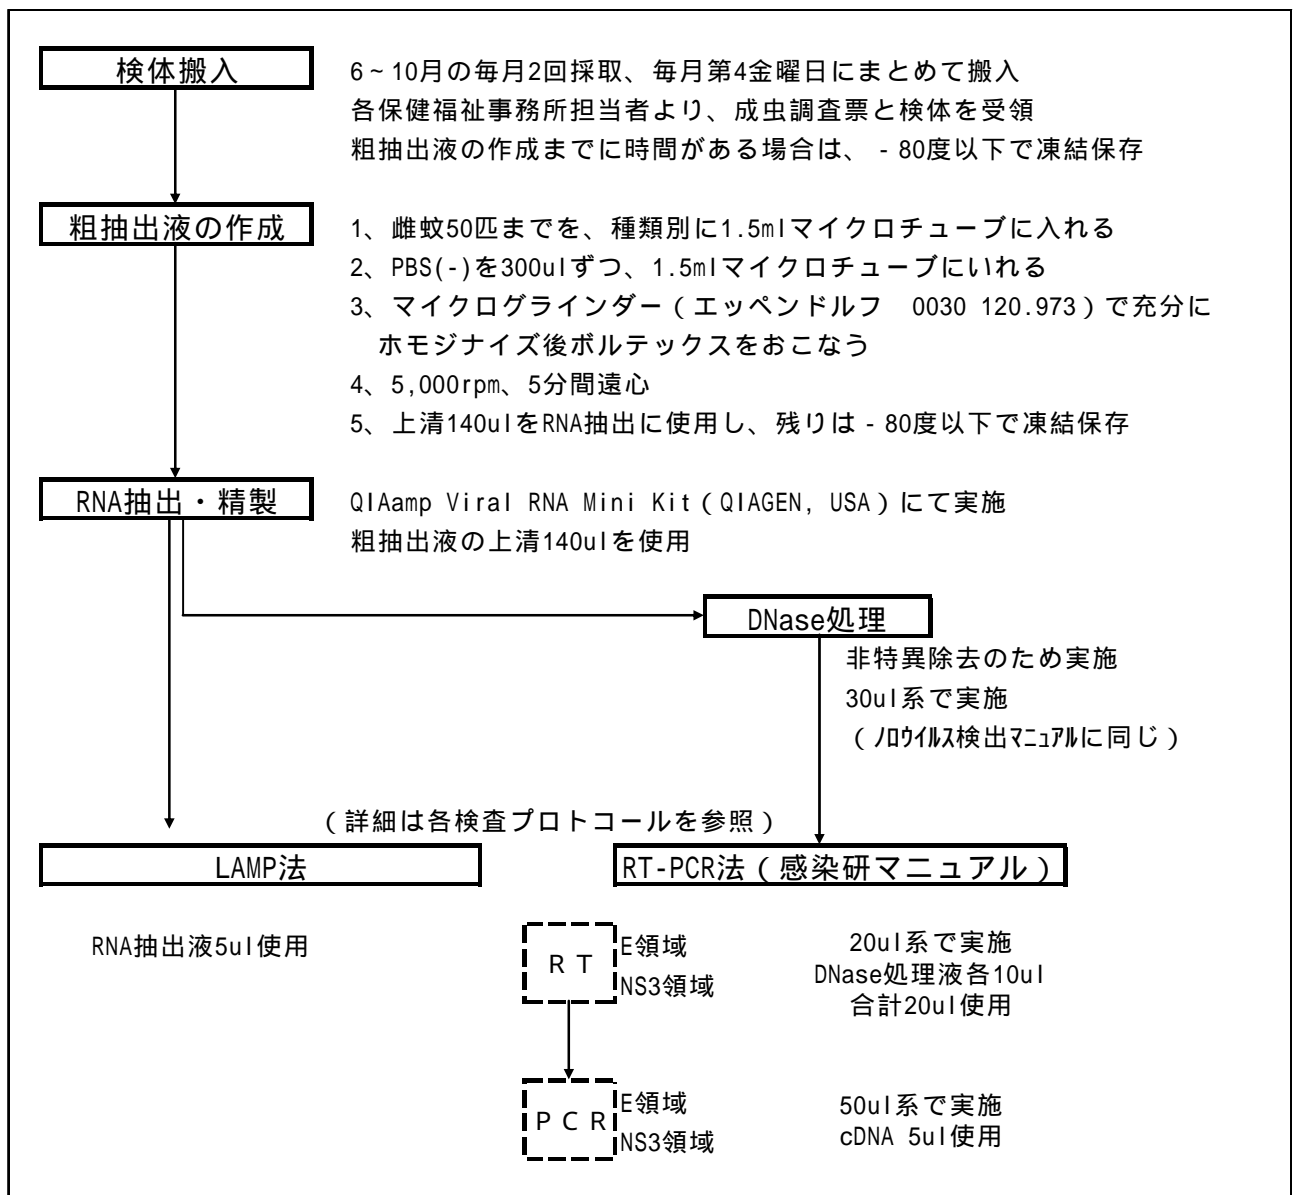 検体搬入
6~10月の毎月2回採取、毎月第4金曜日にまとめて搬入
各保健福祉事務所担当者より、成虫調査票と検体を受領
粗抽出液の作成までに時間がある場合は、-80度以下で凍結保存
粗抽出液の作成
1、雌蚊50匹までを、種類別に1.5mlマイクロチューブに入れる
2、PBS(-)を300ulずつ、1.5mlマイクロチューブにいれる
3、マイクログラインダー(エッペンドルフ 0030 120.973)で充分に
ホモジナイズ後ボルテックスをおこなう
4、5,000rpm、5分間遠心
5、上清140ulをRNA抽出に使用し、残りは-80度以下で凍結保存
RNA抽出・精製
QIAamp Viral RNA Mini Kit(QIAGEN, USA)にて実施
粗抽出液の上清140ulを使用
DNase処理
非特異除去のため実施
30ul系で実施
(ノロウイルス検出マニュアルに同じ)
(詳細は各検査プロトコールを参照)
LAMP法
RT-PCR法(感染研マニュアル)
RNA抽出液5ul使用
RT
E領域
NS3領域
20ul系で実施
DNase処理液各10ul
合計20ul使用
PCR
E領域
NS3領域
50ul系で実施
cDNA 5ul使用